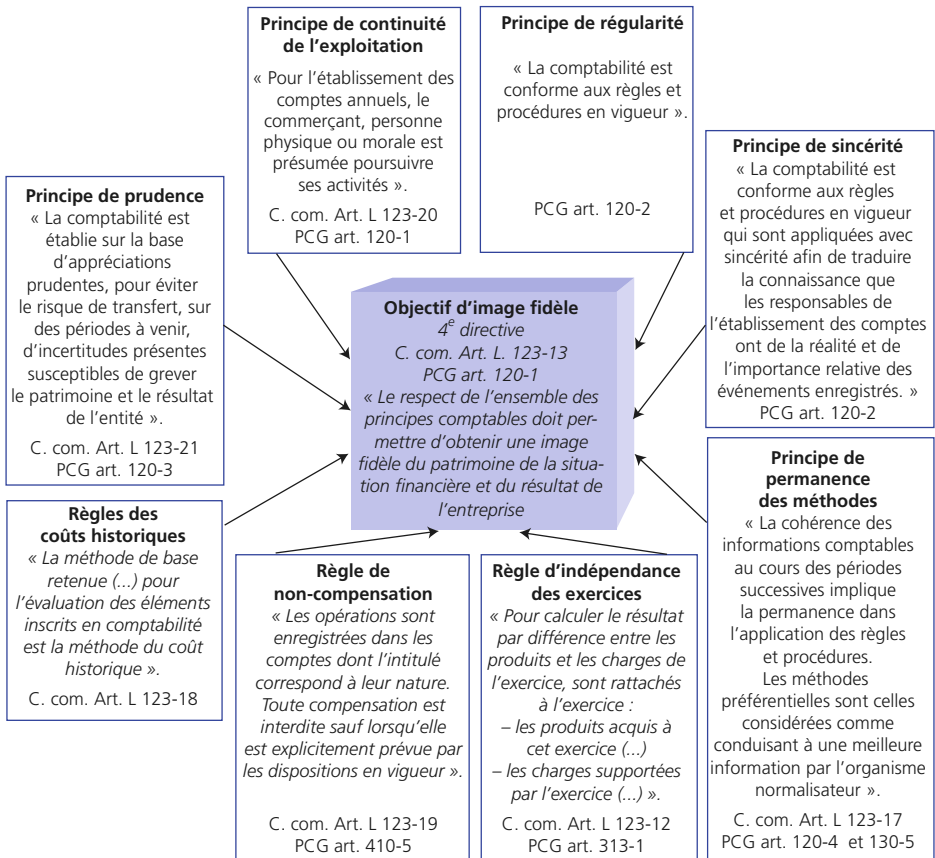 Principe de continuité
de l'exploitation
« Pour l'établissement des
comptes annuels, le
commerçant, personne
physique ou morale est
présumée poursuivre
ses activités ».
C. com. Art. L 123-20
PCG art. 120-1
Principe de régularité
« La comptabilité est
conforme aux règles et
procédures en vigueur ».
PCG art. 120-2
Principe de prudence
« La comptabilité est
établie sur la base
d'appréciations
prudentes, pour éviter
le risque de transfert, sur
des périodes à venir,
d'incertitudes présentes
susceptibles de grever
le patrimoine et le résultat
de l'entité ».
C. com. Art. L 123-21
PCG art. 120-3
Objectif d'image fidèle
4e directive
C. com. Art. L. 123-13
PCG art. 120-1
« Le respect de l'ensemble des
principes comptables doit per-
mettre d'obtenir une image
fidèle du patrimoine de la situa-
tion financière et du résultat de
l'entreprise
Principe de sincérité
« La comptabilité est
conforme aux règles
et procédures en vigueur
qui sont appliquées avec
sincérité afin de traduire
la connaissance que
les responsables de
l'établissement des comptes
ont de la réalité et de
l'importance relative des
événements enregistrés. »
PCG art. 120-2
Règles des
coûts historiques
« La méthode de base
retenue (...) pour
l'évaluation des éléments
inscrits en comptabilité
est la méthode du coût
historique ».
C. com. Art. L 123-18
Règle de
non-compensation
« Les opérations sont
enregistrées dans les
comptes dont l'intitulé
correspond à leur nature.
Toute compensation est
interdite sauf lorsqu'elle
est explicitement prévue par
les dispositions en vigueur ».
C. com. Art. L 123-19
PCG art. 410-5
Règle d'indépendance
des exercices
« Pour calculer le résultat
par différence entre les
produits et les charges de
l'exercice, sont rattachés
à l'exercice :
– les produits acquis à
cet exercice (...)
– les charges supportées
par l'exercice (...) ».
C. com. Art. L 123-12
PCG art. 313-1
Principe de
permanence
des méthodes
« La cohérence des
informations comptables
au cours des périodes
successives implique
la permanence dans
l'application des règles
et procédures.
Les méthodes
préférentielles sont celles
considérées comme
conduisant à une meilleure
information par l'organisme
normalisateur ».
C. com. Art. L 123-17
PCG art. 120-4 et 130-5